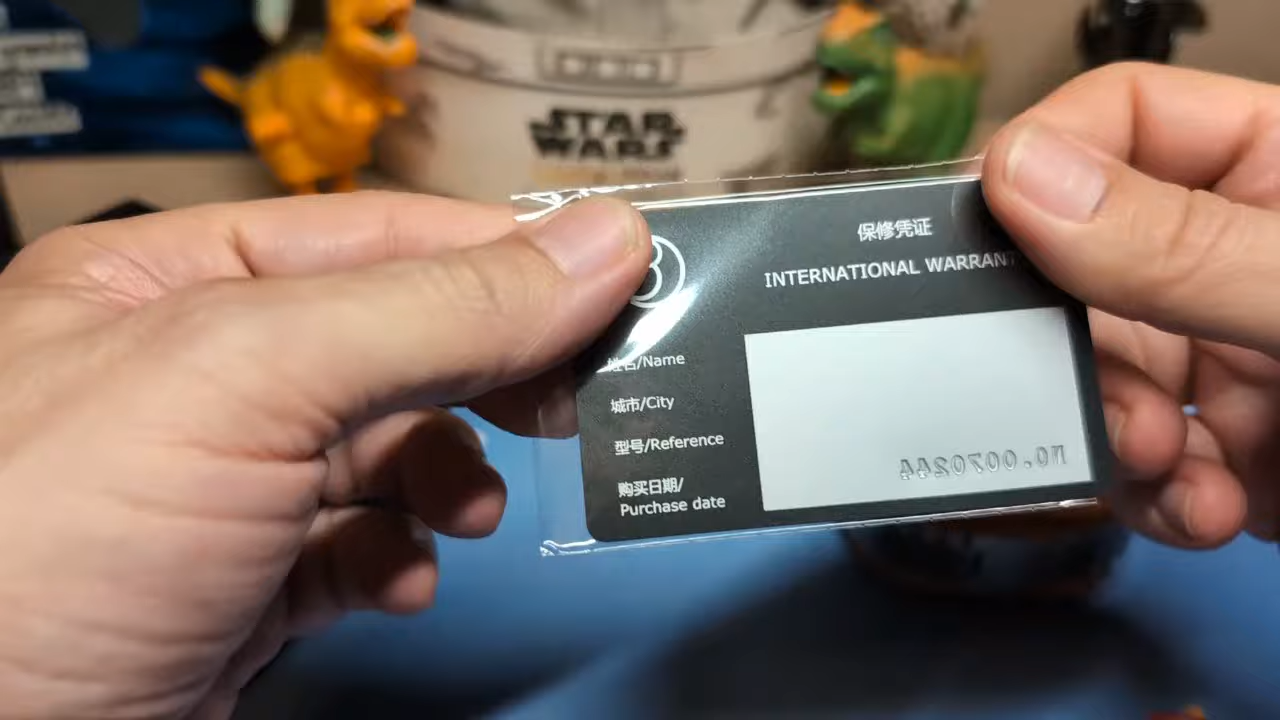 STAR
WARS
保修凭证
INTERNATIONAL WARRANT
姓名/Name
城市/City
型号/Reference
购买日期/
Purchase date
NO.0070244